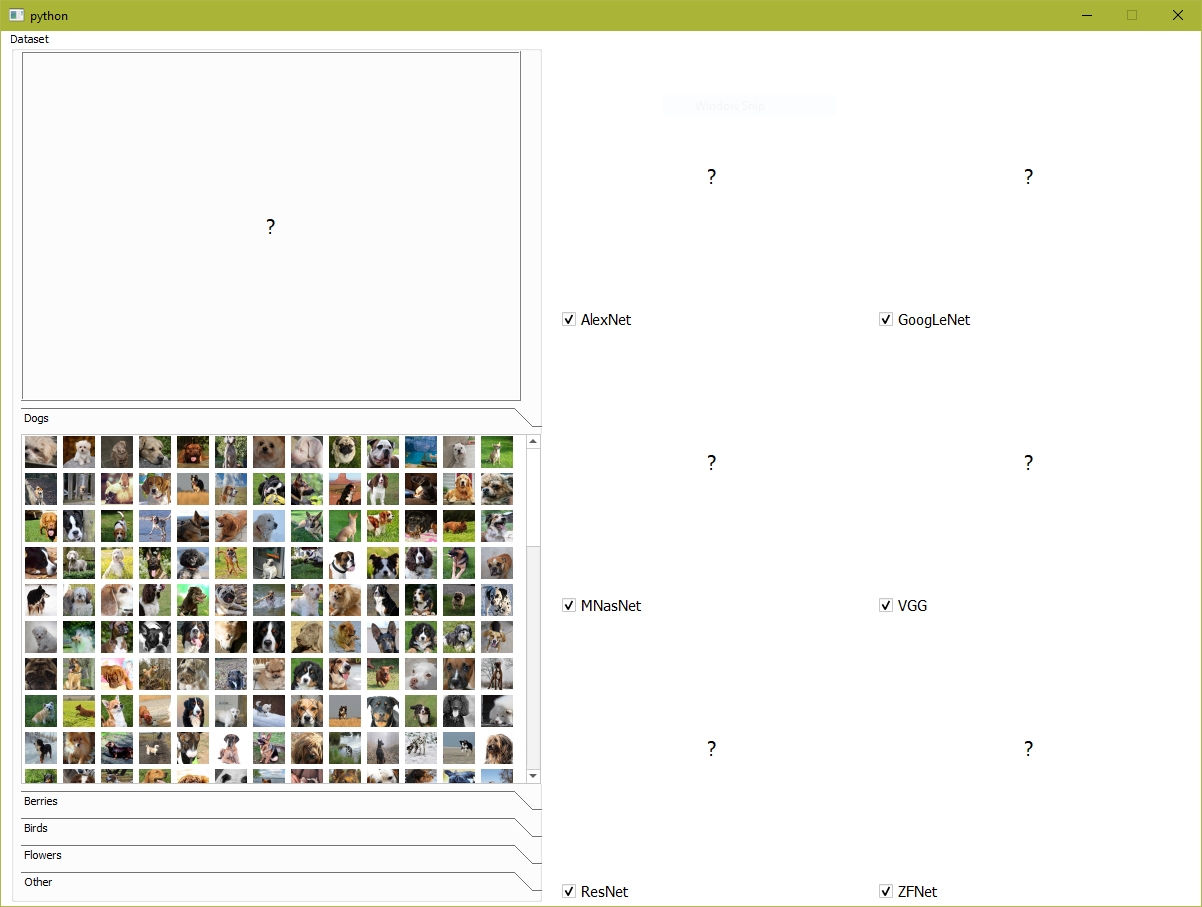 python
Dataset
Window Snip
?
?
?
AlexNet
GoogLeNet
Dogs
?
?
MNasNet
VGG
?
?
Berries
Birds
Flowers
Other
ResNet
ZFNet